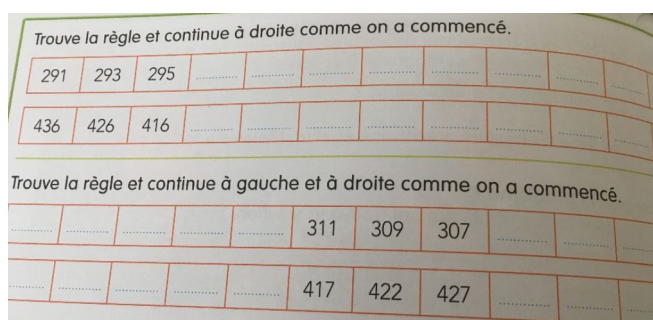 Trouve la règle et continue à droite comme on a commencé.
291 293 295
436 426 416
Trouve la règle et continue à gauche et à droite comme on a commencé.
311 309 307
417 422 427